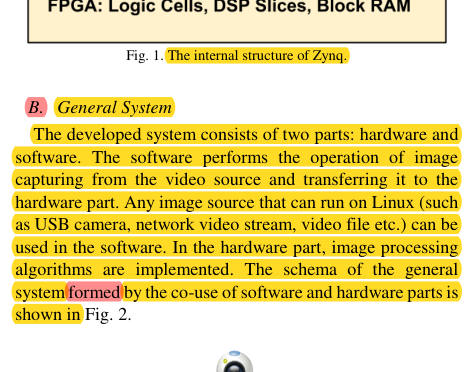 FPGA: Logic Cells, DSP Slices, Block RAM
Fig. 1. The internal structure of Zynq.
B. General System
The developed system consists of two parts: hardware and
software. The software performs the operation of image
capturing from the video source and transferring it to the
hardware part. Any image source that can run on Linux (such
as USB camera, network video stream, video file etc.) can be
used in the software. In the hardware part, image processing
algorithms are implemented. The schema of the general
system formed by the co-use of software and hardware parts is
shown in Fig. 2.